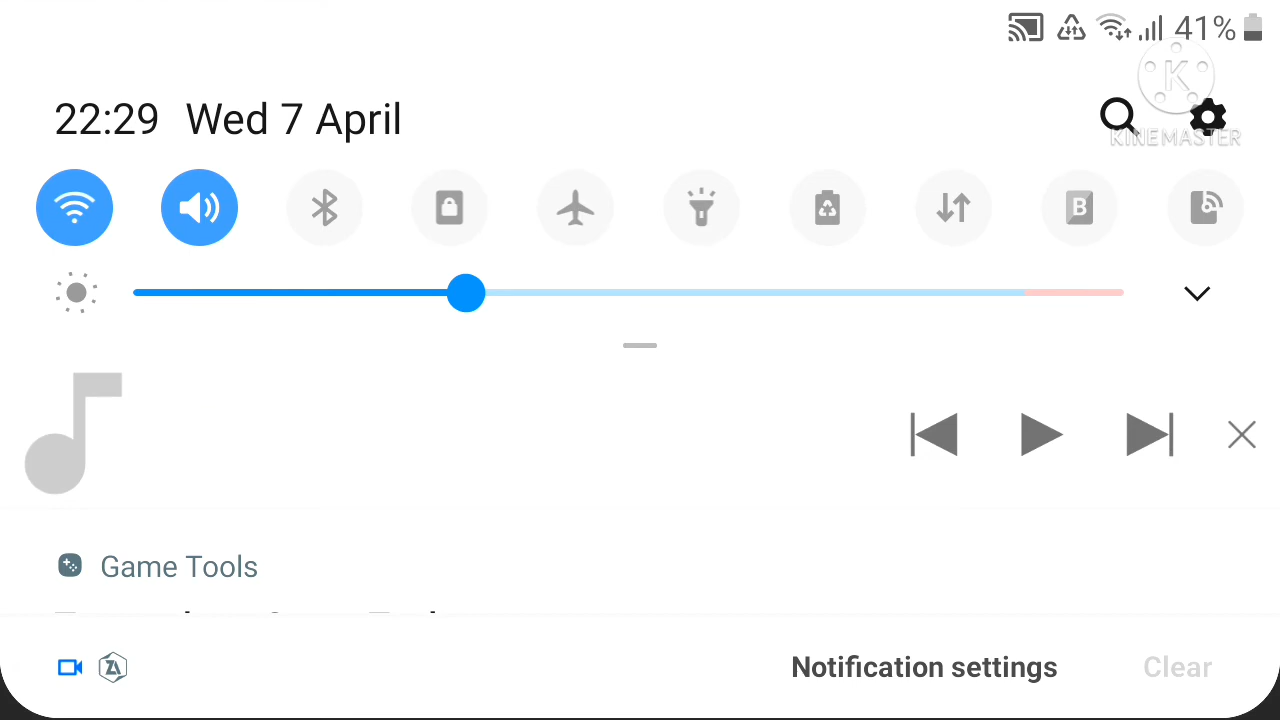 41%
22:29 Wed 7 April
K
KINEMASTER
B
Game Tools
Notification settings
Clear